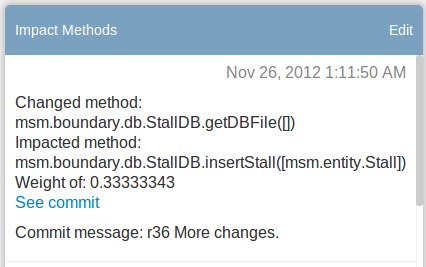 Impact Methods Edit
Nov 26, 2012 1:11:50 AM
Changed method:
msm.boundary.db.StallDB.getDBFile([])
Impacted method:
msm.boundary.db.StallDB.insertStall([msm.entity.Stall])
Weight of: 0.33333343
See commit
Commit message: r36 More changes.